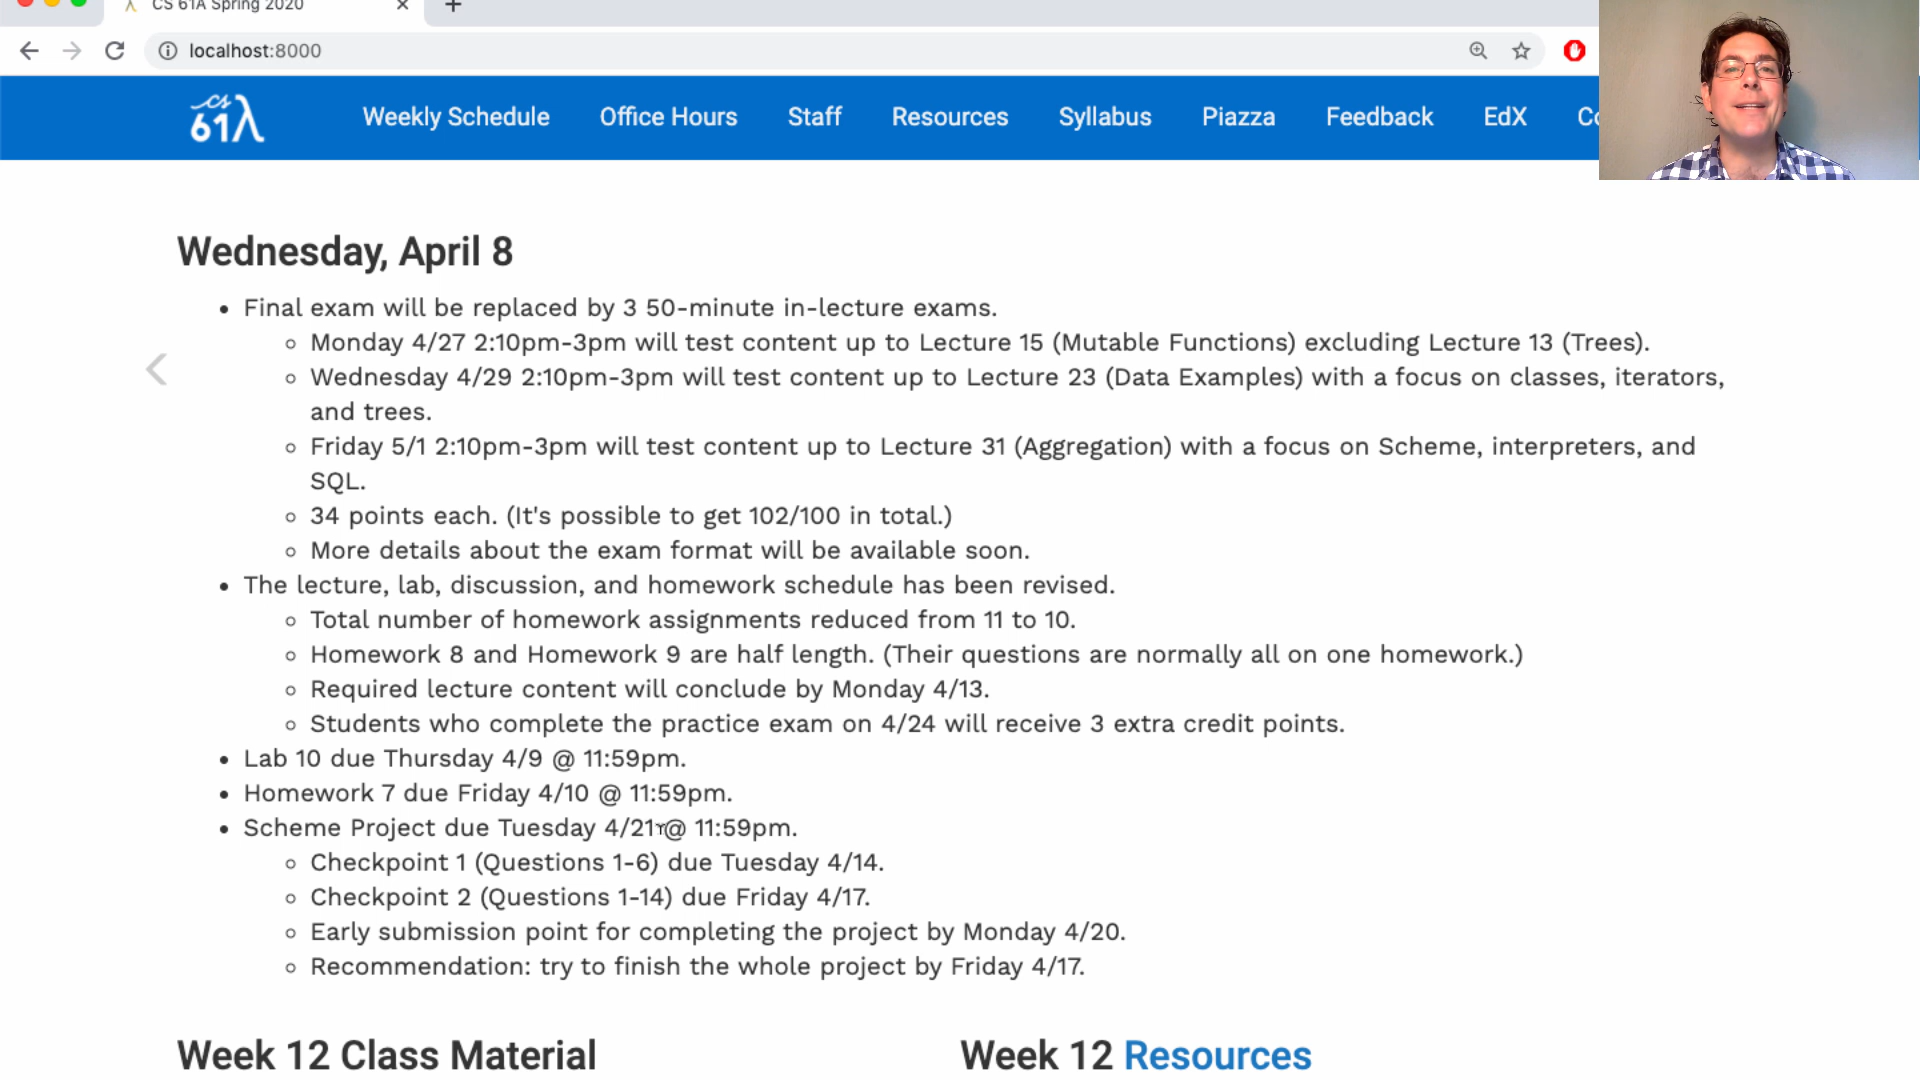 CS 61A Spring 2020
localhost:8000
CS
61λ
Weekly Schedule Office Hours Staff Resources Syllabus Piazza Feedback EdX
Wednesday, April 8
• Final exam will be replaced by 3 50-minute in-lecture exams.
◦ Monday 4/27 2:10pm-3pm will test content up to Lecture 15 (Mutable Functions) excluding Lecture 13 (Trees).
◦ Wednesday 4/29 2:10pm-3pm will test content up to Lecture 23 (Data Examples) with a focus on classes, iterators,
and trees.
◦ Friday 5/1 2:10pm-3pm will test content up to Lecture 31 (Aggregation) with a focus on Scheme, interpreters, and
SQL.
◦ 34 points each. (It's possible to get 102/100 in total.)
◦ More details about the exam format will be available soon.
• The lecture, lab, discussion, and homework schedule has been revised.
◦ Total number of homework assignments reduced from 11 to 10.
◦ Homework 8 and Homework 9 are half length. (Their questions are normally all on one homework.)
◦ Required lecture content will conclude by Monday 4/13.
◦ Students who complete the practice exam on 4/24 will receive 3 extra credit points.
• Lab 10 due Thursday 4/9 @ 11:59pm.
• Homework 7 due Friday 4/10 @ 11:59pm.
• Scheme Project due Tuesday 4/21 @ 11:59pm.
◦ Checkpoint 1 (Questions 1-6) due Tuesday 4/14.
◦ Checkpoint 2 (Questions 1-14) due Friday 4/17.
◦ Early submission point for completing the project by Monday 4/20.
◦ Recommendation: try to finish the whole project by Friday 4/17.
Week 12 Class Material
Week 12 Resources